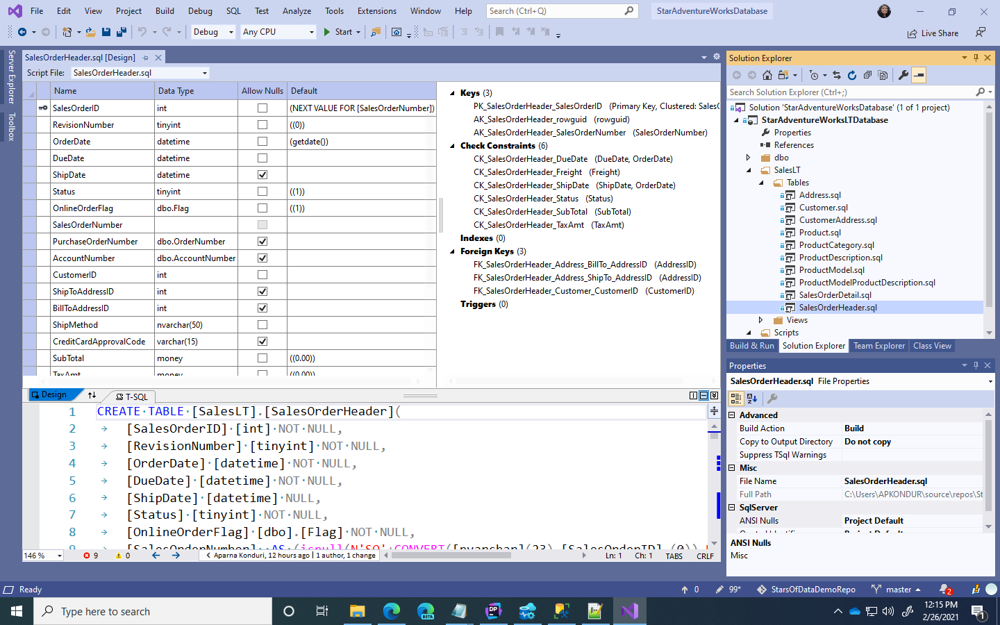 File Edit View Project Build Debug SQL Test Analyze Tools Extensions Window Help Search (Ctrl+Q) StarAdventureWorksDatabase
Debug Any CPU Start Live Share
Server Explorer
Toolbox
SalesOrderHeader.sql [Design]
Script File: SalesOrderHeader.sql
Name Data Type Allow Nulls Default
SalesOrderID int (NEXT VALUE FOR [SalesOrderNumber])
RevisionNumber tinyint ((0))
OrderDate datetime (getdate())
DueDate datetime
ShipDate datetime
Status tinyint ((1))
OnlineOrderFlag dbo.Flag ((1))
SalesOrderNumber
PurchaseOrderNumber dbo.OrderNumber
AccountNumber dbo.AccountNumber
CustomerID int
ShipToAddressID int
BillToAddressID int
ShipMethod nvarchar(50)
CreditCardApprovalCode varchar(15)
SubTotal money ((0.00))
TaxAmt money ((0.00))
Keys (3)
PK_SalesOrderHeader_SalesOrderID (Primary Key, Clustered: SalesO
AK_SalesOrderHeader_rowguid (rowguid)
AK_SalesOrderHeader_SalesOrderNumber (SalesOrderNumber)
Check Constraints (6)
CK_SalesOrderHeader_DueDate (DueDate, OrderDate)
CK_SalesOrderHeader_Freight (Freight)
CK_SalesOrderHeader_ShipDate (ShipDate, OrderDate)
CK_SalesOrderHeader_Status (Status)
CK_SalesOrderHeader_SubTotal (SubTotal)
CK_SalesOrderHeader_TaxAmt (TaxAmt)
Indexes (0)
Foreign Keys (3)
FK_SalesOrderHeader_Address_BillTo_AddressID (AddressID)
FK_SalesOrderHeader_Address_ShipTo_AddressID (AddressID)
FK_SalesOrderHeader_Customer_CustomerID (CustomerID)
Triggers (0)
Design T-SQL
1 CREATE·TABLE·[SalesLT].[SalesOrderHeader](
2 → [SalesOrderID]·[int]·NOT·NULL,
3 → [RevisionNumber]·[tinyint]·NOT·NULL,
4 → [OrderDate]·[datetime]·NOT·NULL,
5 → [DueDate]·[datetime]·NOT·NULL,
6 → [ShipDate]·[datetime]·NULL,
7 → [Status]·[tinyint]·NOT·NULL,
8 → [OnlineOrderFlag]·[dbo].[Flag]·NOT·NULL,
9 → [SalesOrderNumber]··AS·(isnull(N'SO'·CONVERT([nvarchar](23),[SalesOrderID],(0)),
146 % 9 0 Aparna Konduri, 12 hours ago | 1 author, 1 change Ln: 1 Ch: 1 TABS CRLF
Solution Explorer
Search Solution Explorer (Ctrl+;)
Solution 'StarAdventureWorksDatabase' (1 of 1 project)
StarAdventureWorksLTDatabase
Properties
References
dbo
SalesLT
Tables
Address.sql
Customer.sql
CustomerAddress.sql
Product.sql
ProductCategory.sql
ProductDescription.sql
ProductModel.sql
ProductModelProductDescription.sql
SalesOrderDetail.sql
SalesOrderHeader.sql
Views
Scripts
Build & Run Solution Explorer Team Explorer Class View
Properties
SalesOrderHeader.sql File Properties
Advanced
Build Action Build
Copy to Output Directory Do not copy
Suppress TSql Warnings
Misc
File Name SalesOrderHeader.sql
Full Path C:\Users\APKONDUR\source\repos\St
SqlServer
ANSI Nulls Project Default
ANSI Nulls
Misc
Ready 0 99* StarsOfDataDemoRepo master 2
Type here to search BETA DP 12:15 PM
2/26/2021 1